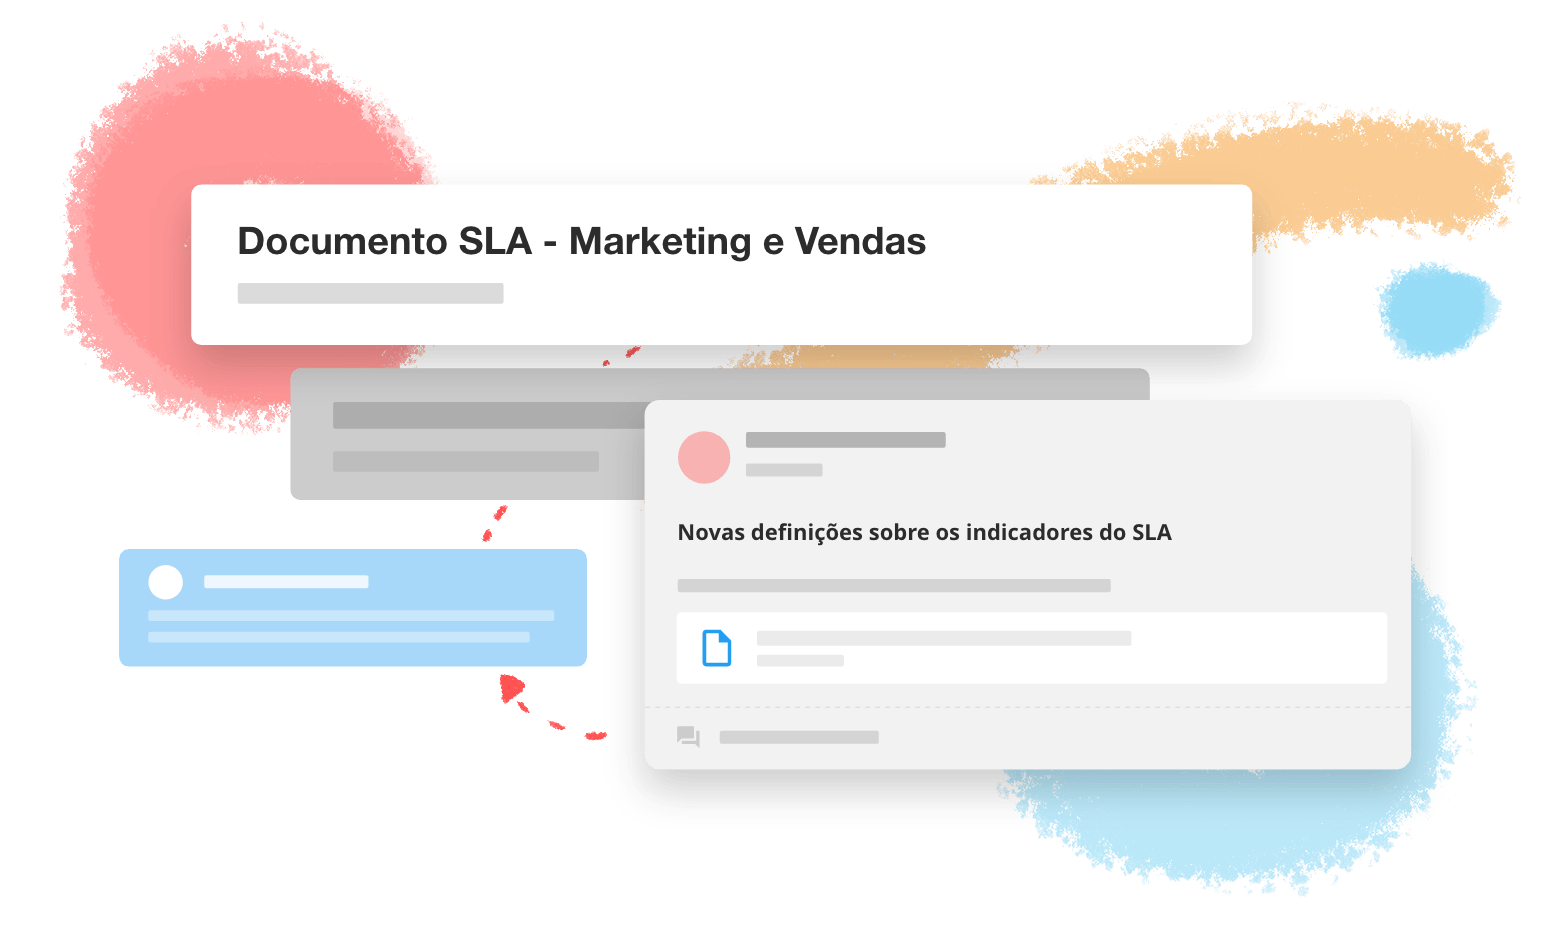 Documento SLA - Marketing e Vendas
Novas definições sobre os indicadores do SLA